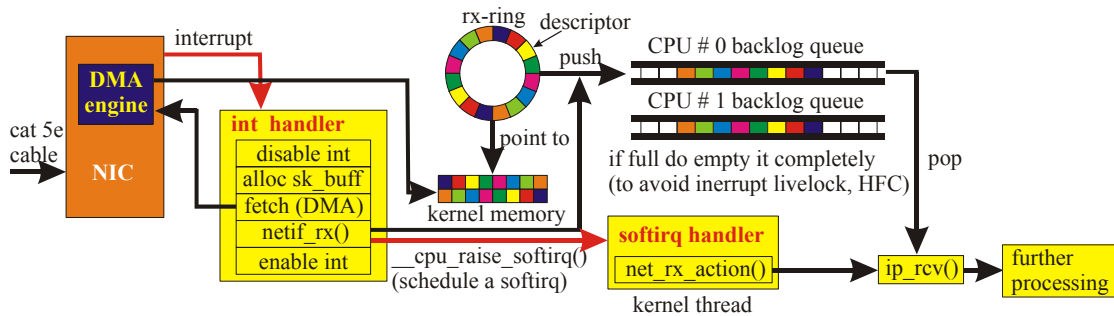 rx-ring
descriptor
interrupt
push
CPU # 0 backlog queue
DMA
engine
CPU # 1 backlog queue
int handler
point to
cat 5e
cable
disable int
if full do empty it completely
(to avoid inerrupt livelock, HFC)
pop
NIC
alloc sk_buff
fetch (DMA)
kernel memory
netif_rx()
softirq handler
enable int
__cpu_raise_softirq()
(schedule a softirq)
net_rx_action()
ip_rcv()
further
processing
kernel thread